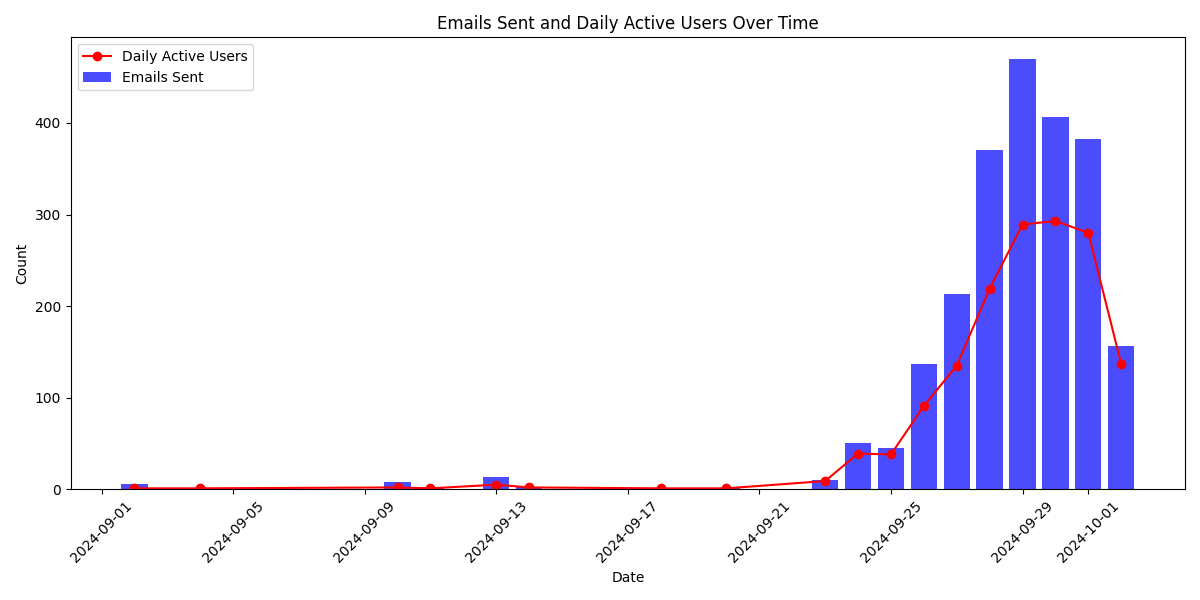 Emails Sent and Daily Active Users Over Time
Daily Active Users
Emails Sent
Count
400
300
200
100
0
2024-09-01
2024-09-05
2024-09-09
2024-09-13
2024-09-17
2024-09-21
2024-09-25
2024-09-29
2024-10-01
Date